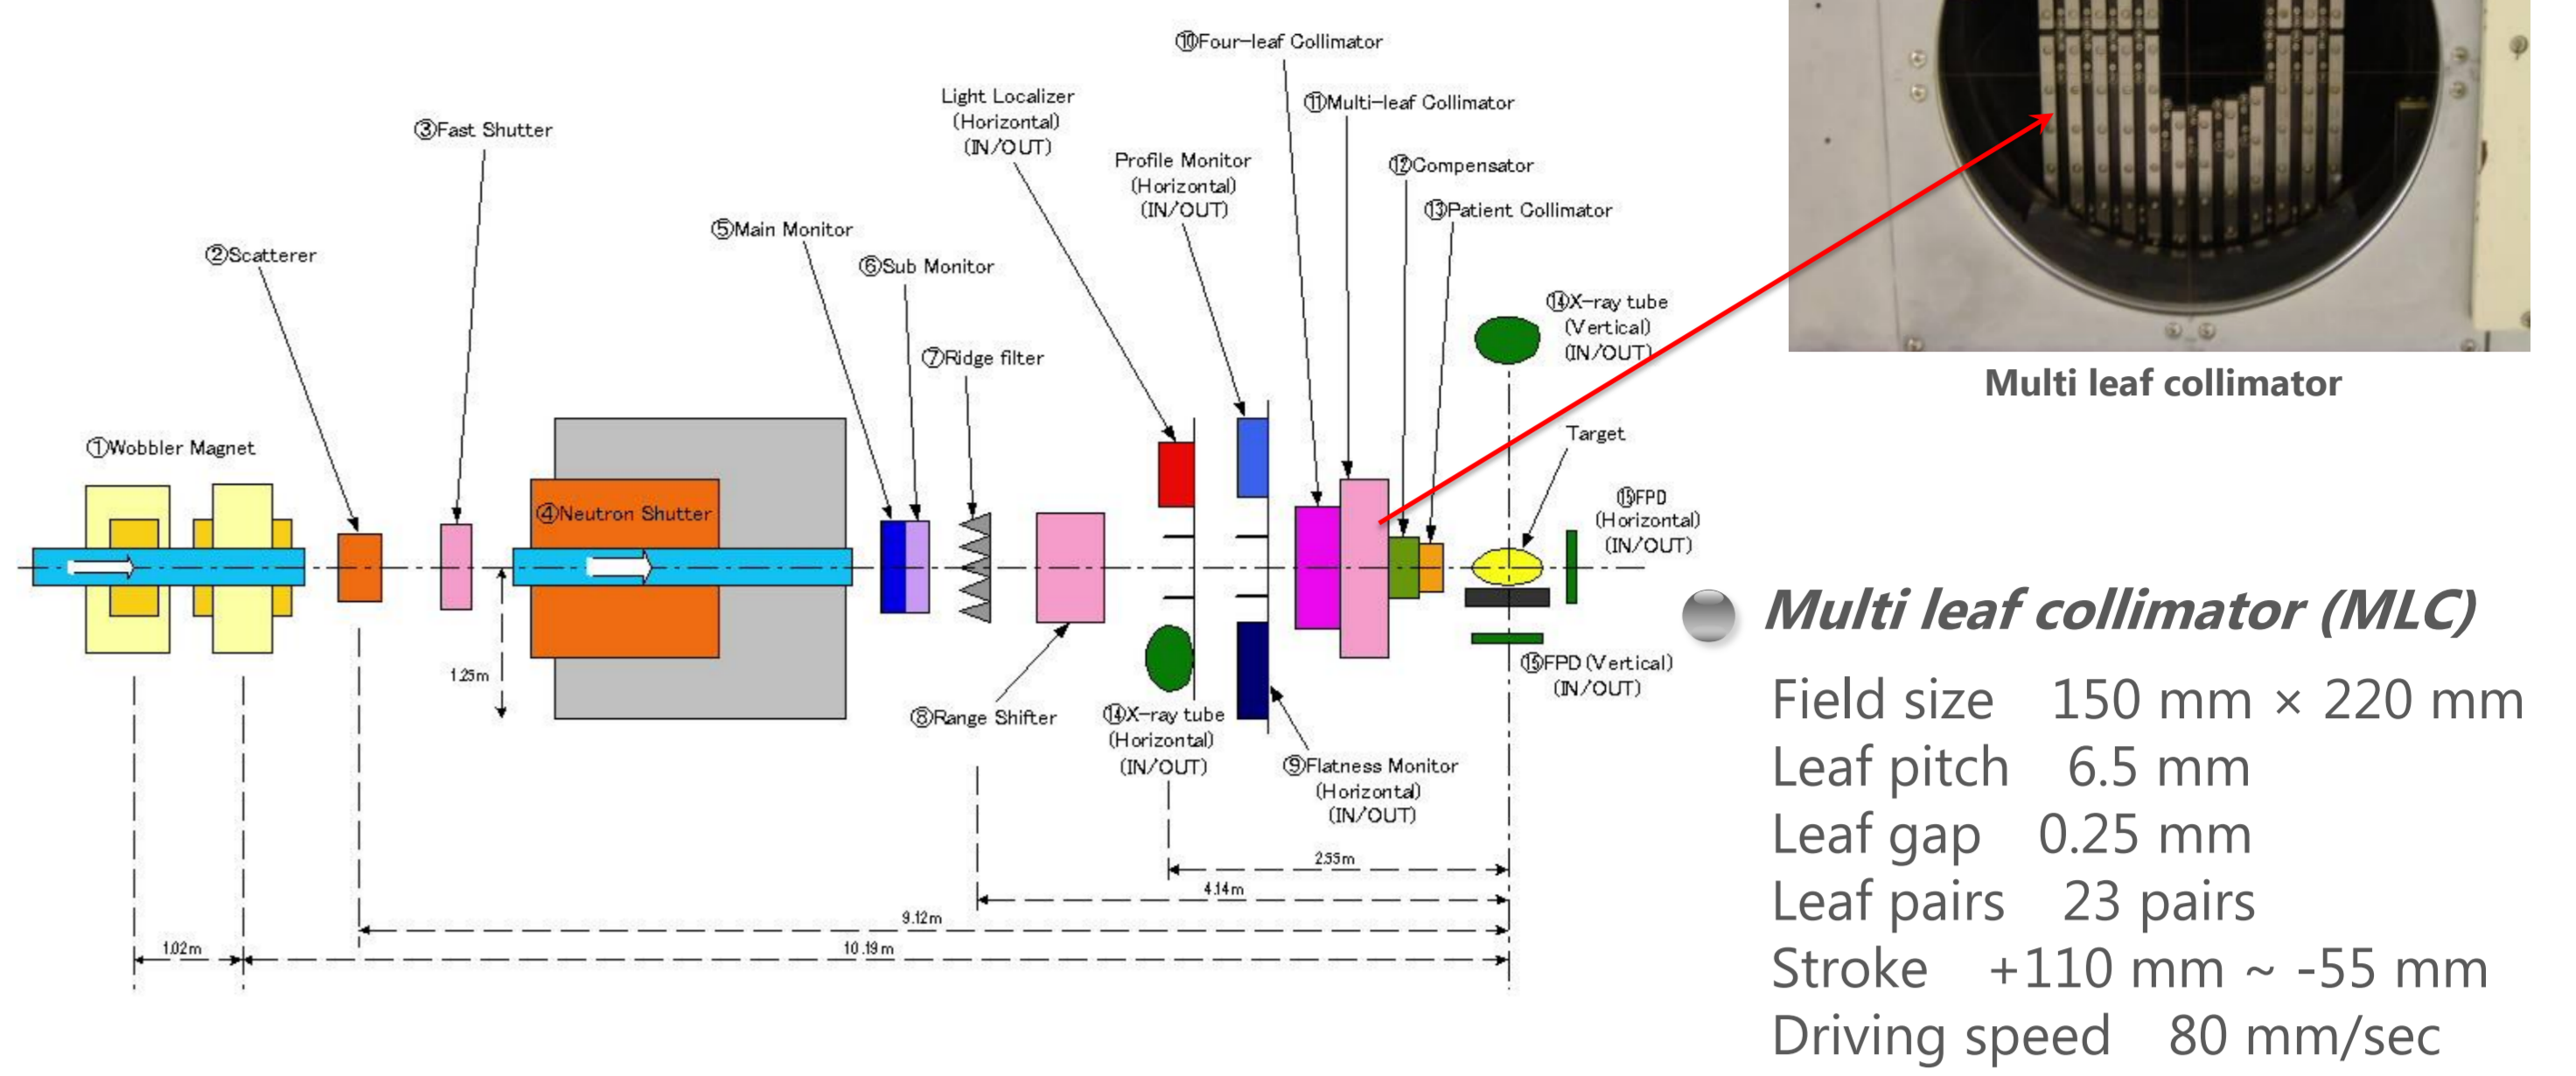 ⑩Four-leaf Collimator
Light Localizer
(Horizontal)
(IN/OUT)
⑪Multi-leaf Collimator
③Fast Shutter
Profile Monitor
(Horizontal)
(IN/OUT)
⑫Compensator
⑬Patient Collimator
②Scatterer
⑤Main Monitor
⑥Sub Monitor
⑭X-ray tube
(Vertical)
(IN/OUT)
⑦Ridge filter
Multi leaf collimator
①Wobbler Magnet
Target
④Neutron Shutter
⑮FPD
(Horizontal)
(IN/OUT)
1.25m
⑧Range Shifter
⑭X-ray tube
(Horizontal)
(IN/OUT)
⑮FPD(Vertical)
(IN/OUT)
⑨Flatness Monitor
(Horizontal)
(IN/OUT)
2.55m
4.14m
9.12m
1.02m
10.19m
Multi leaf collimator (MLC)
Field size 150 mm × 220 mm
Leaf pitch 6.5 mm
Leaf gap 0.25 mm
Leaf pairs 23 pairs
Stroke +110 mm ~ -55 mm
Driving speed 80 mm/sec